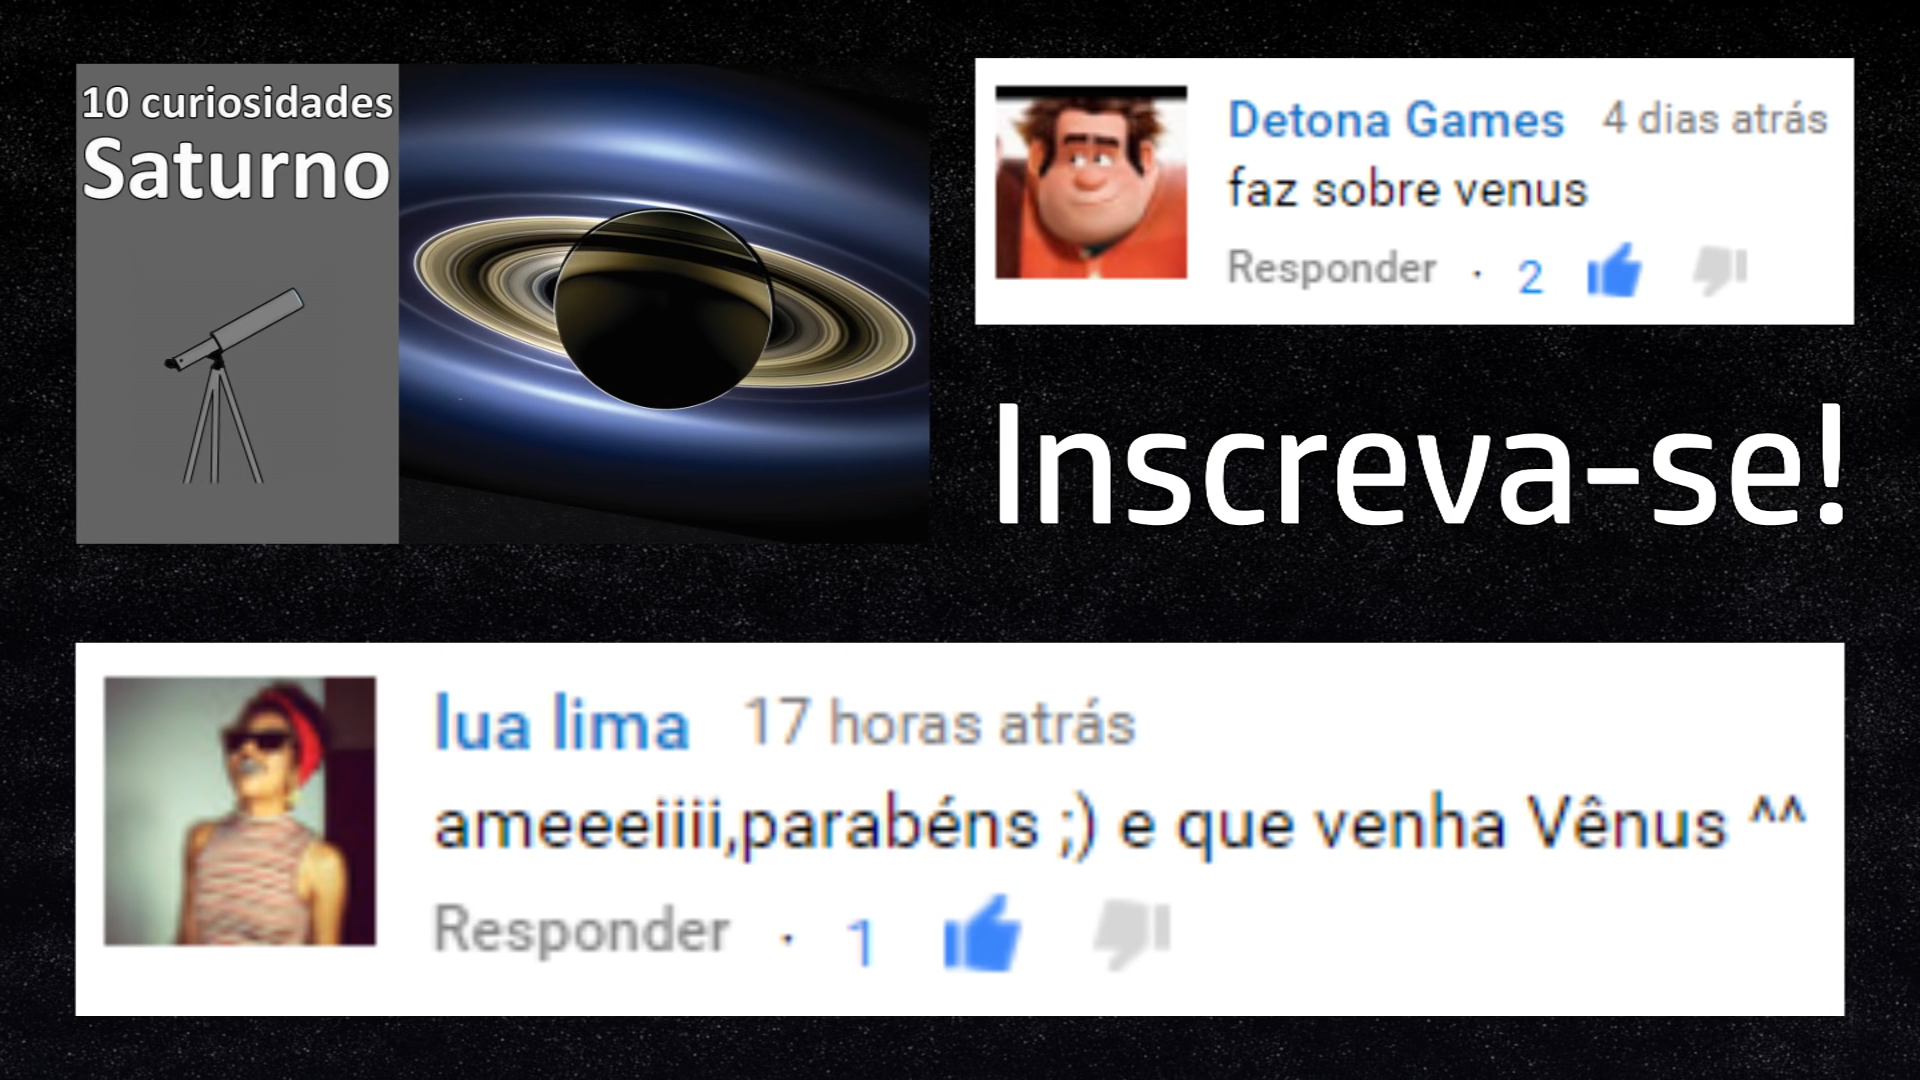 10 curiosidades
Saturno
Detona Games 4 dias atrás
faz sobre venus
Responder · 2
Inscreva-se!
lua lima 17 horas atrás
ameeeiiii,parabéns ;) e que venha Vênus ^^
Responder · 1